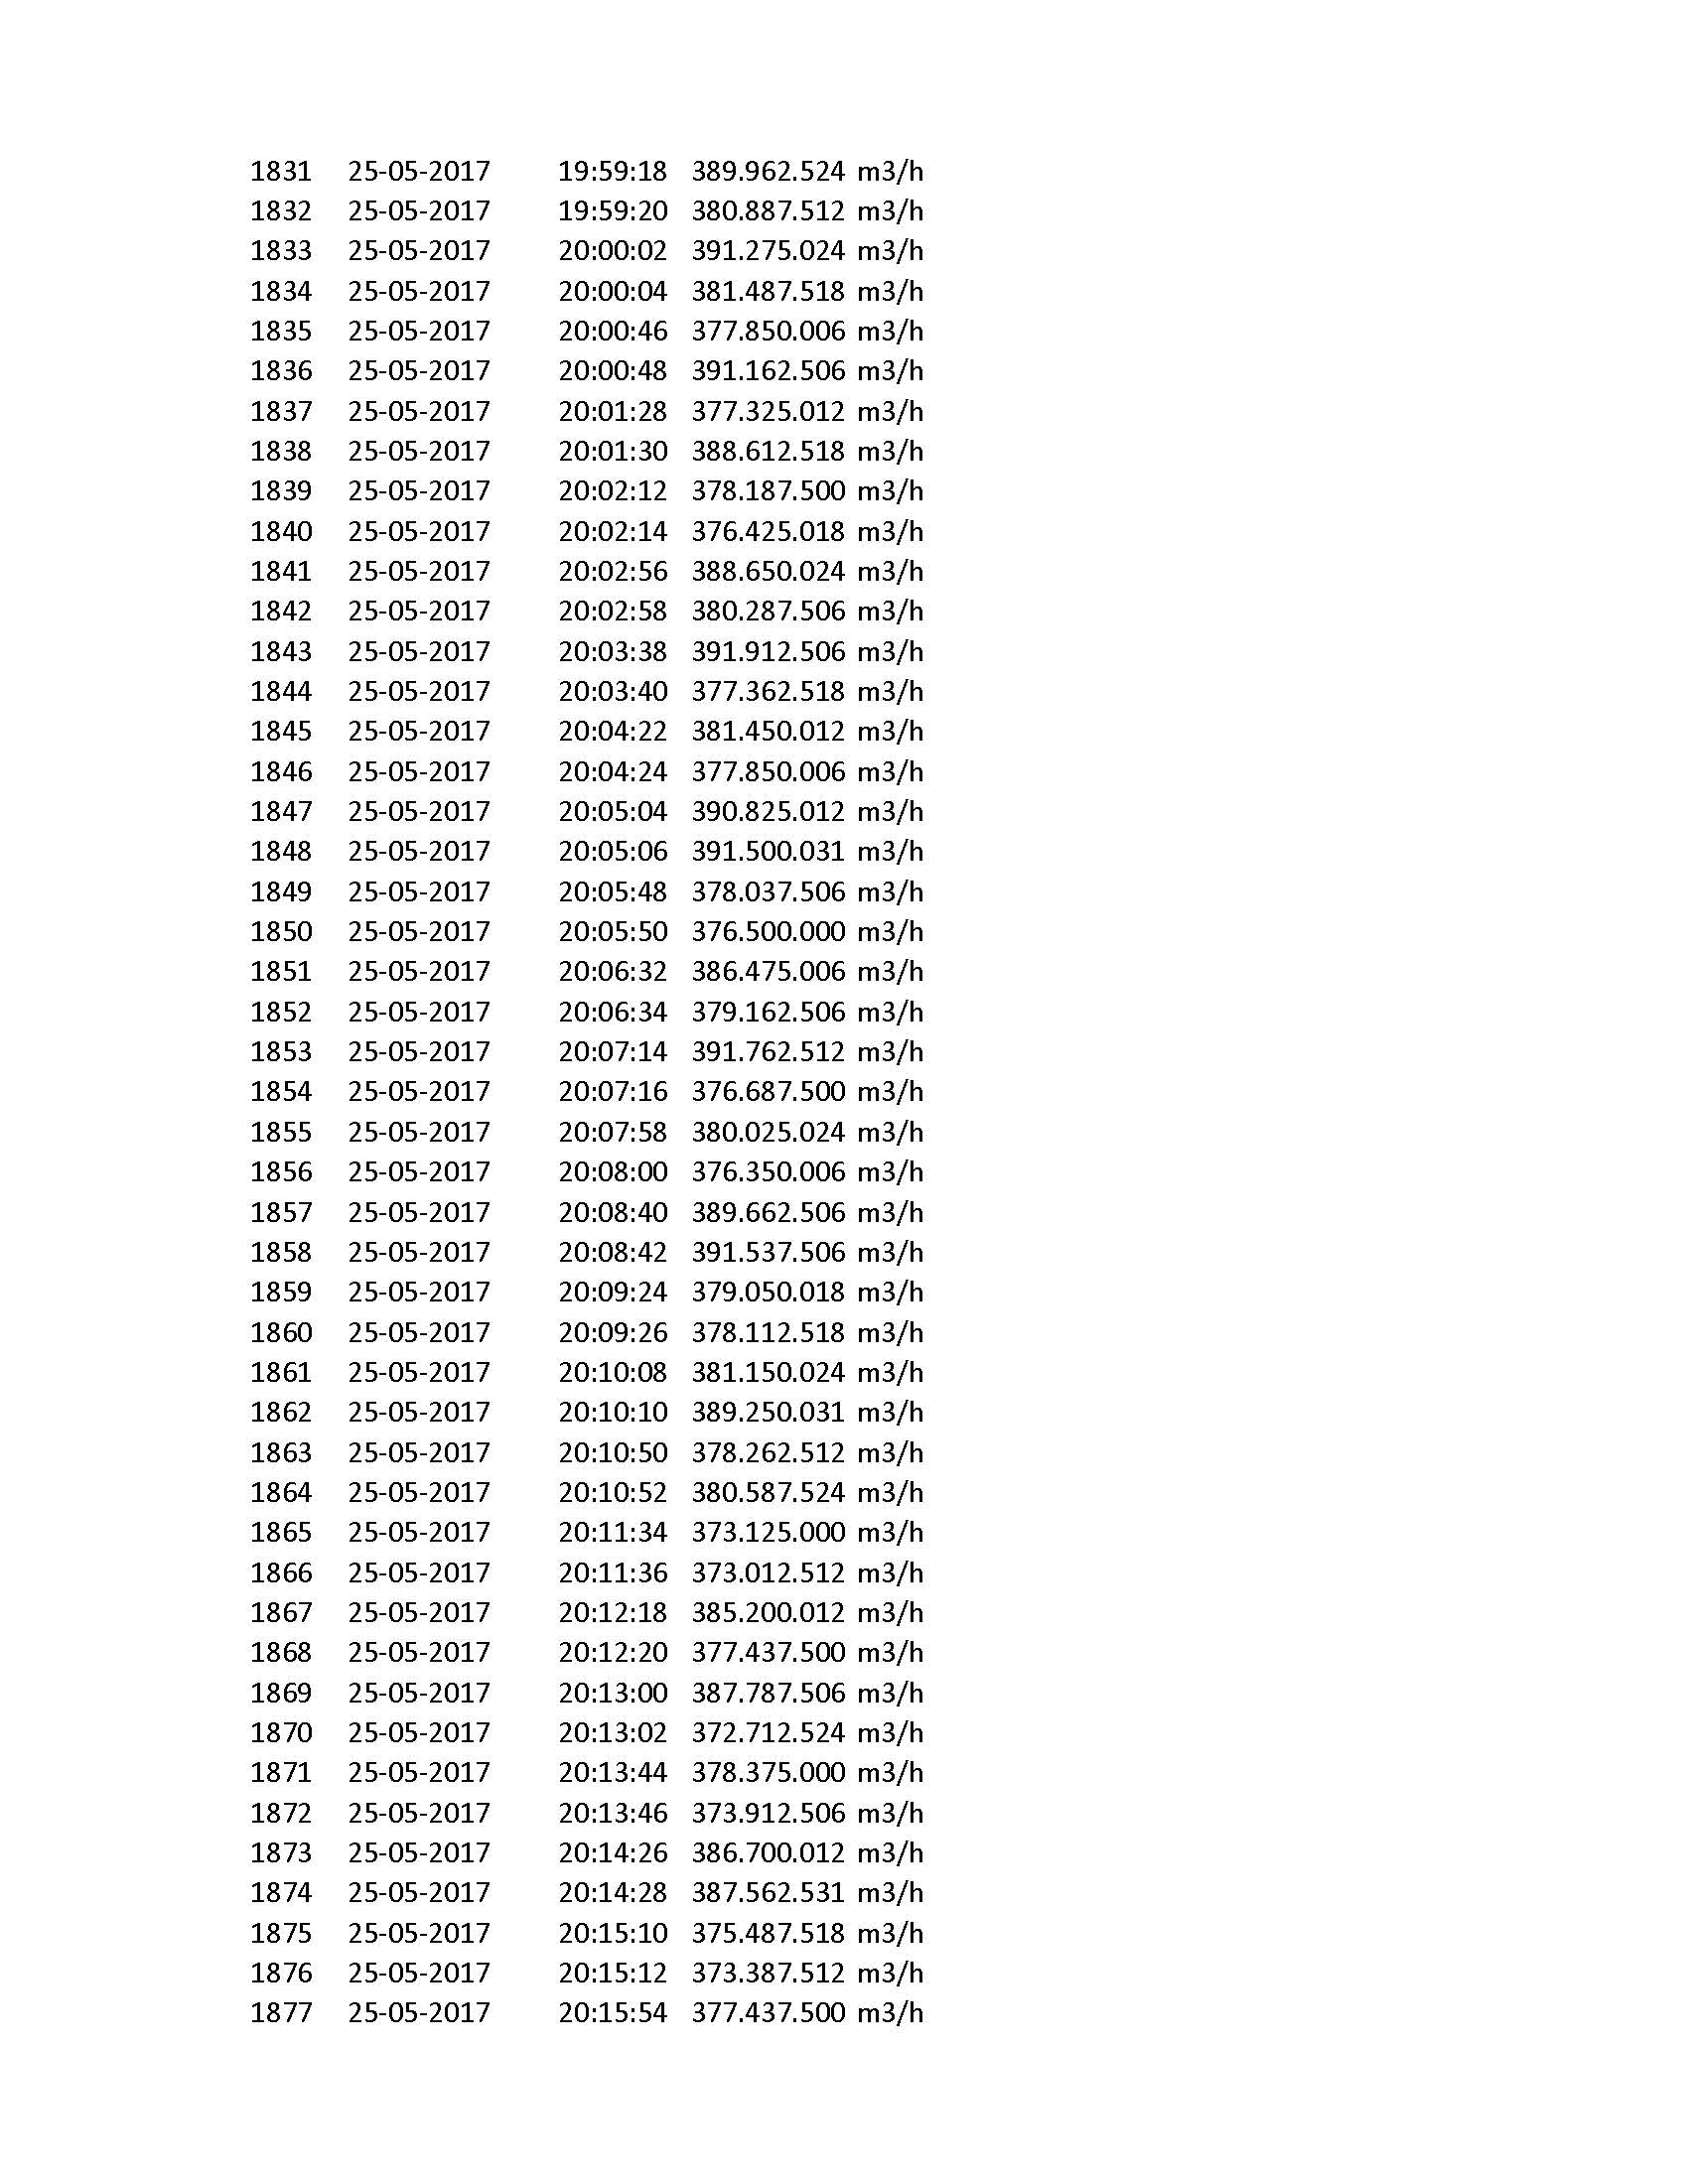 1831 25-05-2017 19:59:18 389.962.524 m3/h
1832 25-05-2017 19:59:20 380.887.512 m3/h
1833 25-05-2017 20:00:02 391.275.024 m3/h
1834 25-05-2017 20:00:04 381.487.518 m3/h
1835 25-05-2017 20:00:46 377.850.006 m3/h
1836 25-05-2017 20:00:48 391.162.506 m3/h
1837 25-05-2017 20:01:28 377.325.012 m3/h
1838 25-05-2017 20:01:30 388.612.518 m3/h
1839 25-05-2017 20:02:12 378.187.500 m3/h
1840 25-05-2017 20:02:14 376.425.018 m3/h
1841 25-05-2017 20:02:56 388.650.024 m3/h
1842 25-05-2017 20:02:58 380.287.506 m3/h
1843 25-05-2017 20:03:38 391.912.506 m3/h
1844 25-05-2017 20:03:40 377.362.518 m3/h
1845 25-05-2017 20:04:22 381.450.012 m3/h
1846 25-05-2017 20:04:24 377.850.006 m3/h
1847 25-05-2017 20:05:04 390.825.012 m3/h
1848 25-05-2017 20:05:06 391.500.031 m3/h
1849 25-05-2017 20:05:48 378.037.506 m3/h
1850 25-05-2017 20:05:50 376.500.000 m3/h
1851 25-05-2017 20:06:32 386.475.006 m3/h
1852 25-05-2017 20:06:34 379.162.506 m3/h
1853 25-05-2017 20:07:14 391.762.512 m3/h
1854 25-05-2017 20:07:16 376.687.500 m3/h
1855 25-05-2017 20:07:58 380.025.024 m3/h
1856 25-05-2017 20:08:00 376.350.006 m3/h
1857 25-05-2017 20:08:40 389.662.506 m3/h
1858 25-05-2017 20:08:42 391.537.506 m3/h
1859 25-05-2017 20:09:24 379.050.018 m3/h
1860 25-05-2017 20:09:26 378.112.518 m3/h
1861 25-05-2017 20:10:08 381.150.024 m3/h
1862 25-05-2017 20:10:10 389.250.031 m3/h
1863 25-05-2017 20:10:50 378.262.512 m3/h
1864 25-05-2017 20:10:52 380.587.524 m3/h
1865 25-05-2017 20:11:34 373.125.000 m3/h
1866 25-05-2017 20:11:36 373.012.512 m3/h
1867 25-05-2017 20:12:18 385.200.012 m3/h
1868 25-05-2017 20:12:20 377.437.500 m3/h
1869 25-05-2017 20:13:00 387.787.506 m3/h
1870 25-05-2017 20:13:02 372.712.524 m3/h
1871 25-05-2017 20:13:44 378.375.000 m3/h
1872 25-05-2017 20:13:46 373.912.506 m3/h
1873 25-05-2017 20:14:26 386.700.012 m3/h
1874 25-05-2017 20:14:28 387.562.531 m3/h
1875 25-05-2017 20:15:10 375.487.518 m3/h
1876 25-05-2017 20:15:12 373.387.512 m3/h
1877 25-05-2017 20:15:54 377.437.500 m3/h